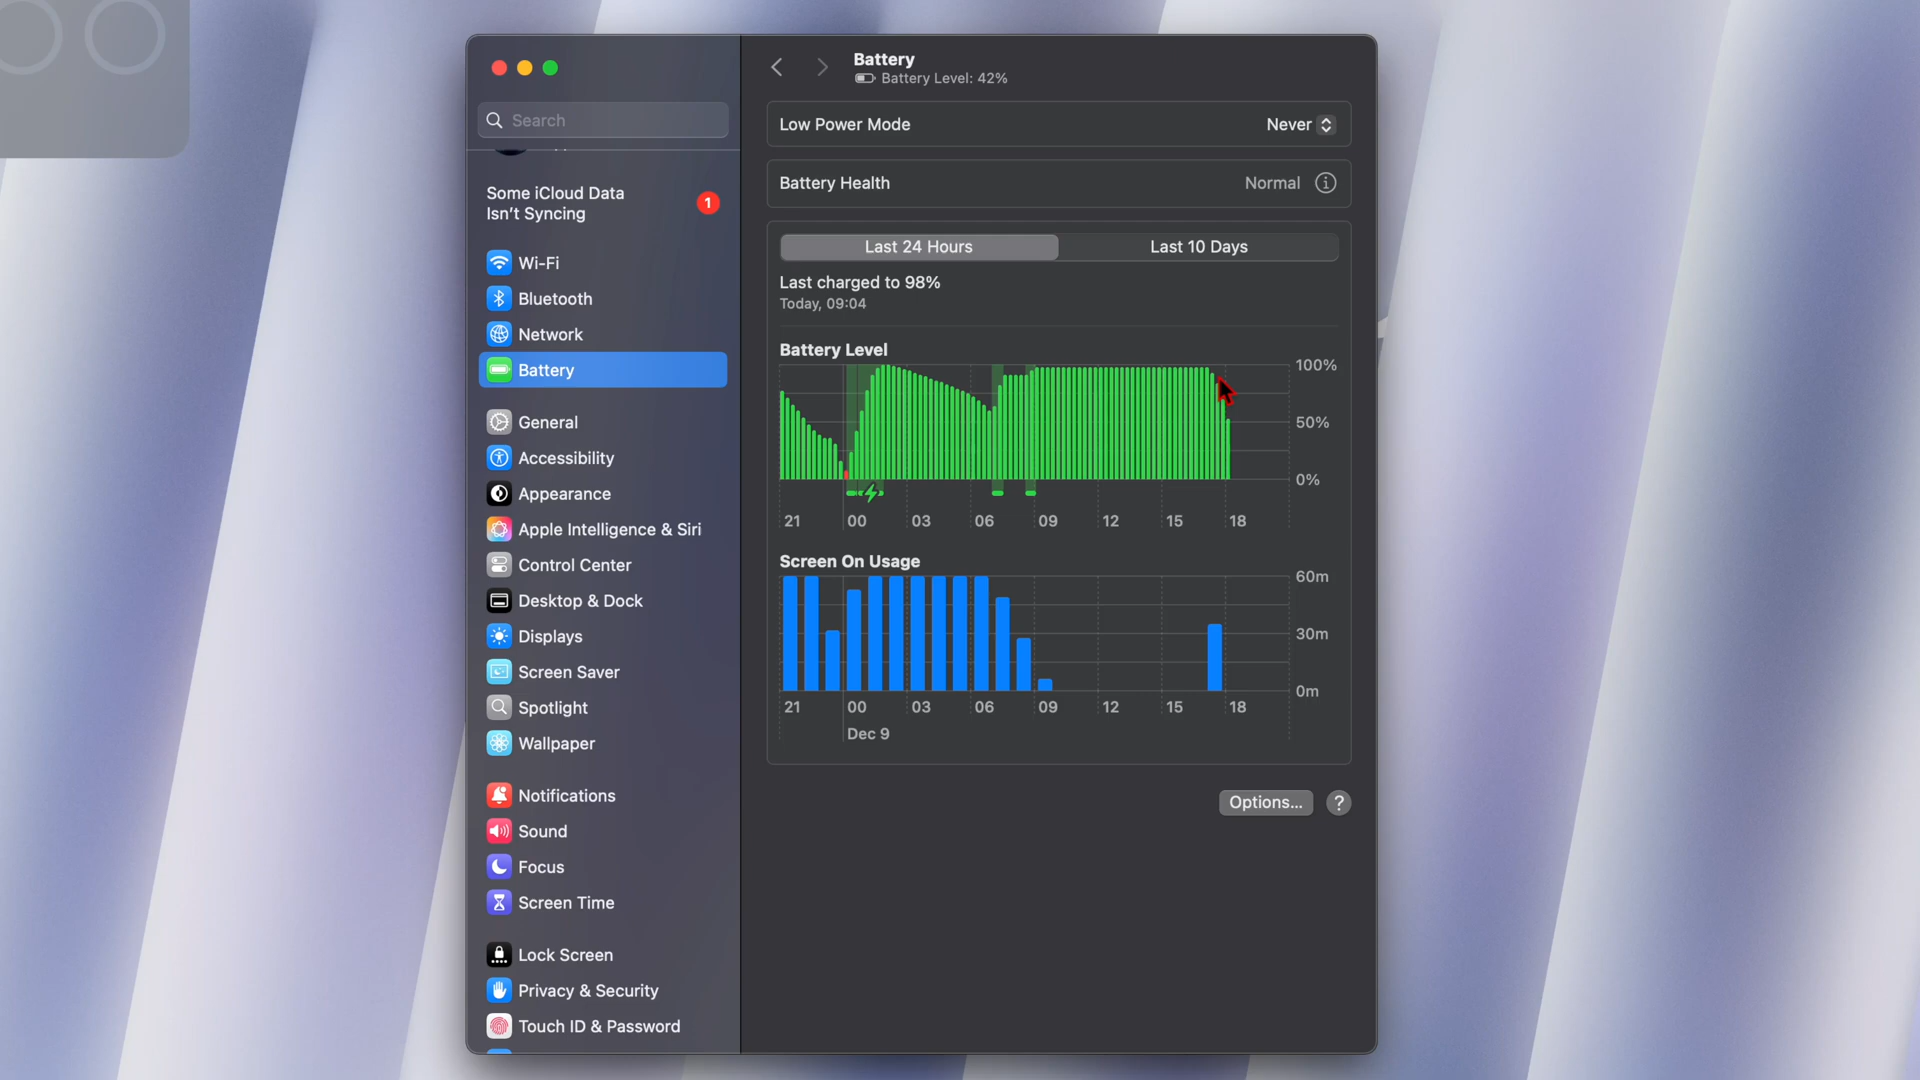 Search
Some iCloud Data
Isn't Syncing
1
Wi-Fi
Bluetooth
Network
Battery
General
Accessibility
Appearance
Apple Intelligence & Siri
Control Center
Desktop & Dock
Displays
Screen Saver
Spotlight
Wallpaper
Notifications
Sound
Focus
Screen Time
Lock Screen
Privacy & Security
Touch ID & Password
Battery
Battery Level: 42%
Low Power Mode Never
Battery Health Normal
Last 24 Hours Last 10 Days
Last charged to 98%
Today, 09:04
Battery Level
100%
50%
0%
21 00 03 06 09 12 15 18
Screen On Usage
60m
30m
0m
21 00 03 06 09 12 15 18
Dec 9
Options... ?